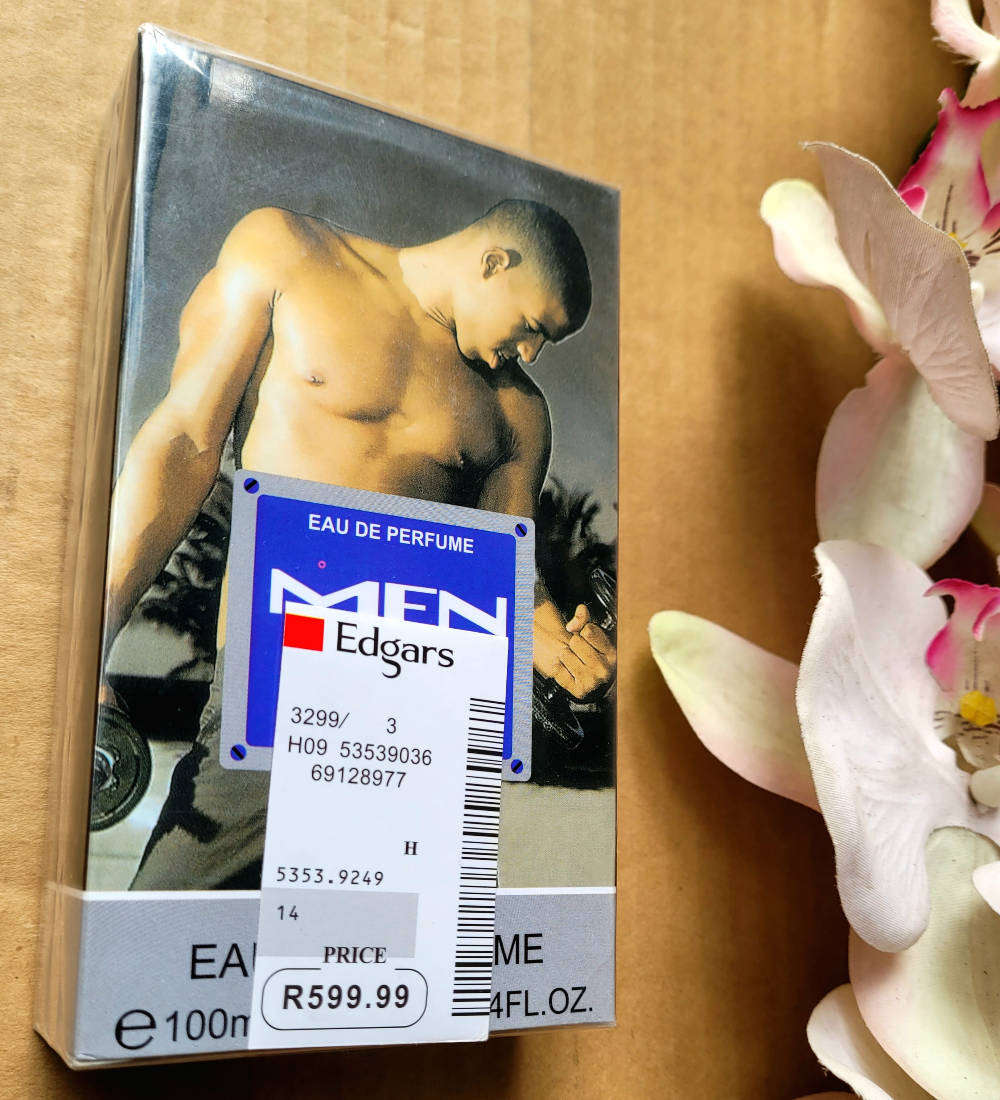 EAU DE PERFUME
MEN
Edgars
3299/ 3
H09 53539036
69128977
H
5353.9249
14
PRICE
R599.99
EA ME
e 100m 4FL.OZ.